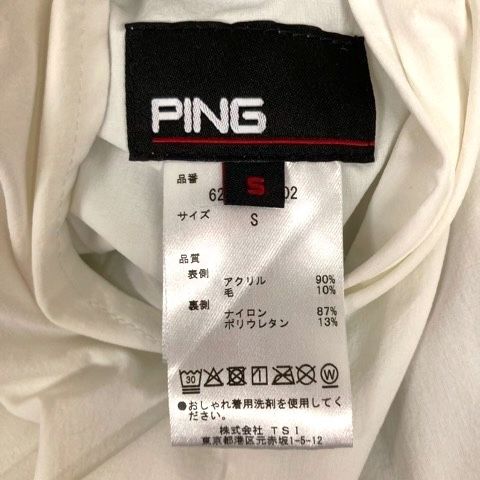 PING
S
品番
62 02
サイズ S
品質
表側 アクリル 90%
毛 10%
裏側 ナイロン 87%
ポリウレタン 13%
30 W
●おしゃれ着用洗剤を使用してく
ださい。
株式会社 TSI
東京都港区元赤坂1-5-12